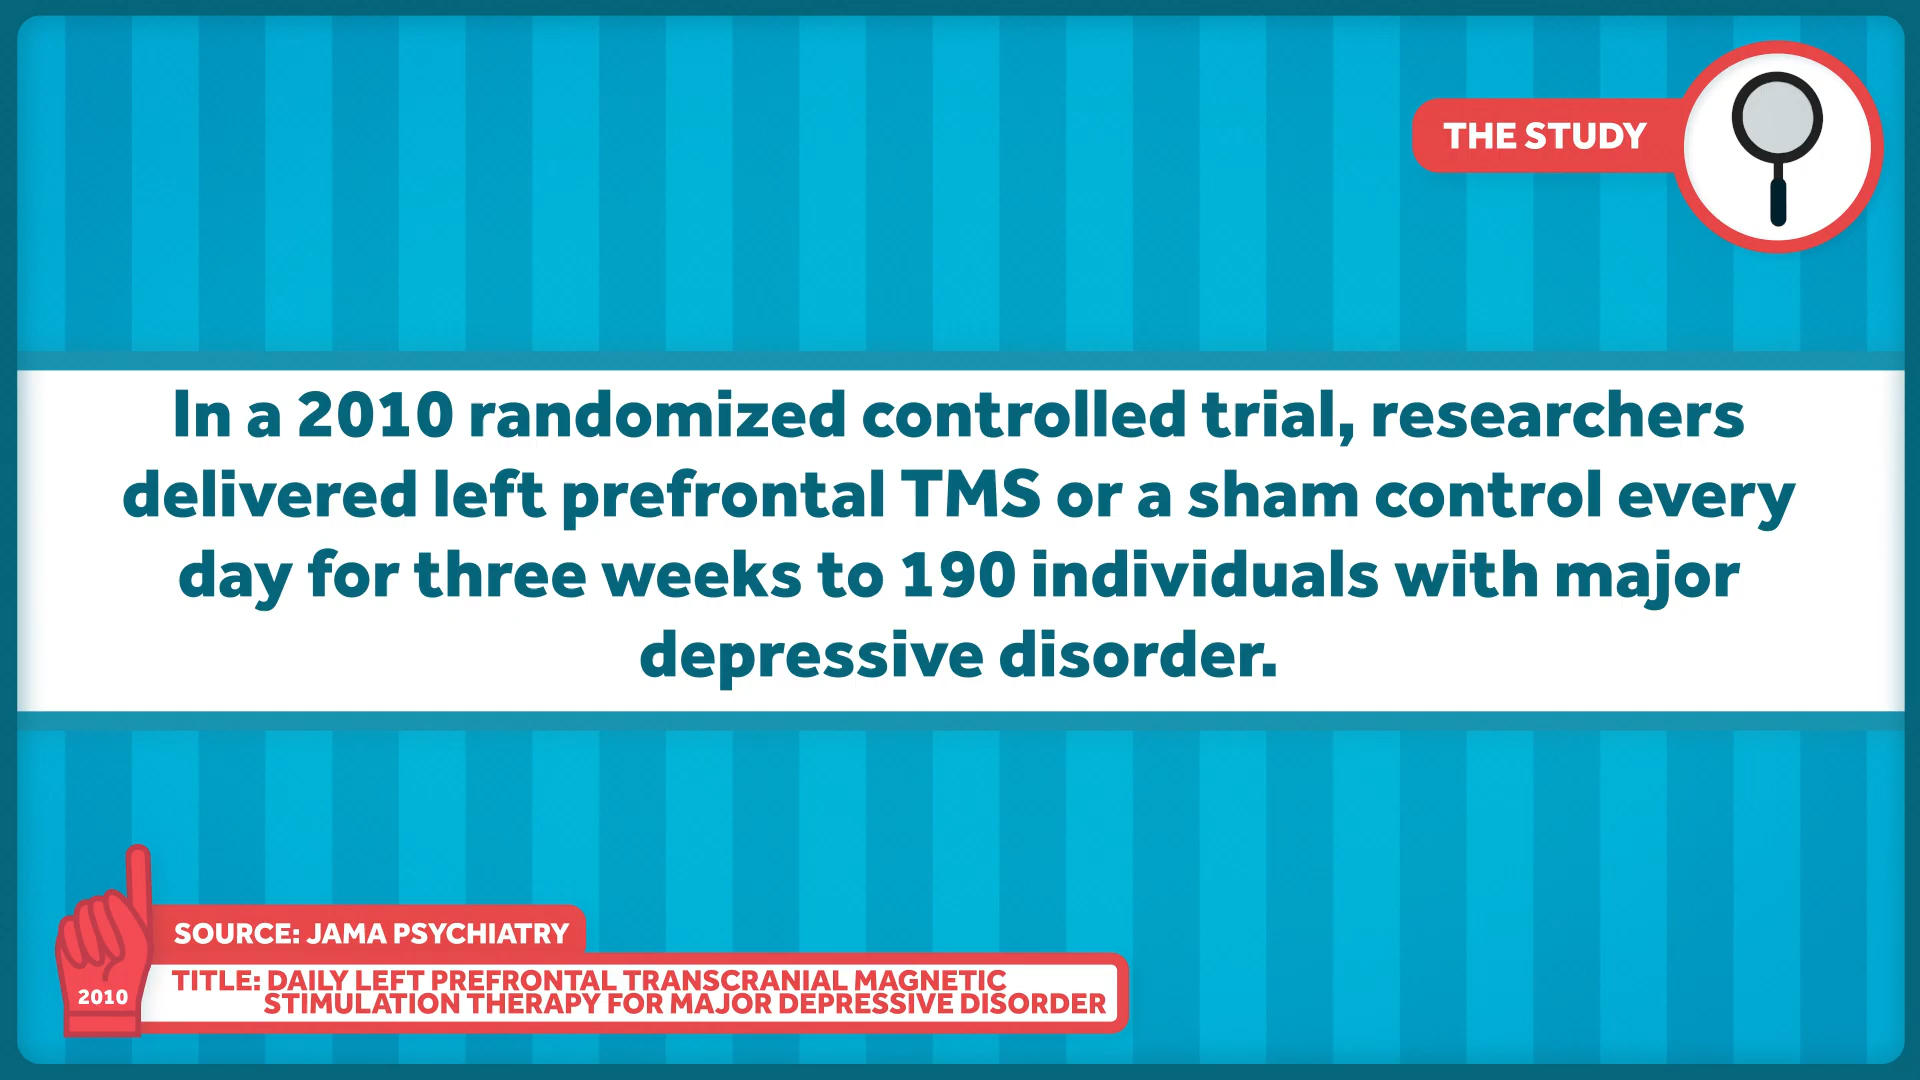 THE STUDY
In a 2010 randomized controlled trial, researchers
delivered left prefrontal TMS or a sham control every
day for three weeks to 190 individuals with major
depressive disorder.
SOURCE: JAMA PSYCHIATRY
TITLE: DAILY LEFT PREFRONTAL TRANSCRANIAL MAGNETIC
STIMULATION THERAPY FOR MAJOR DEPRESSIVE DISORDER
2010